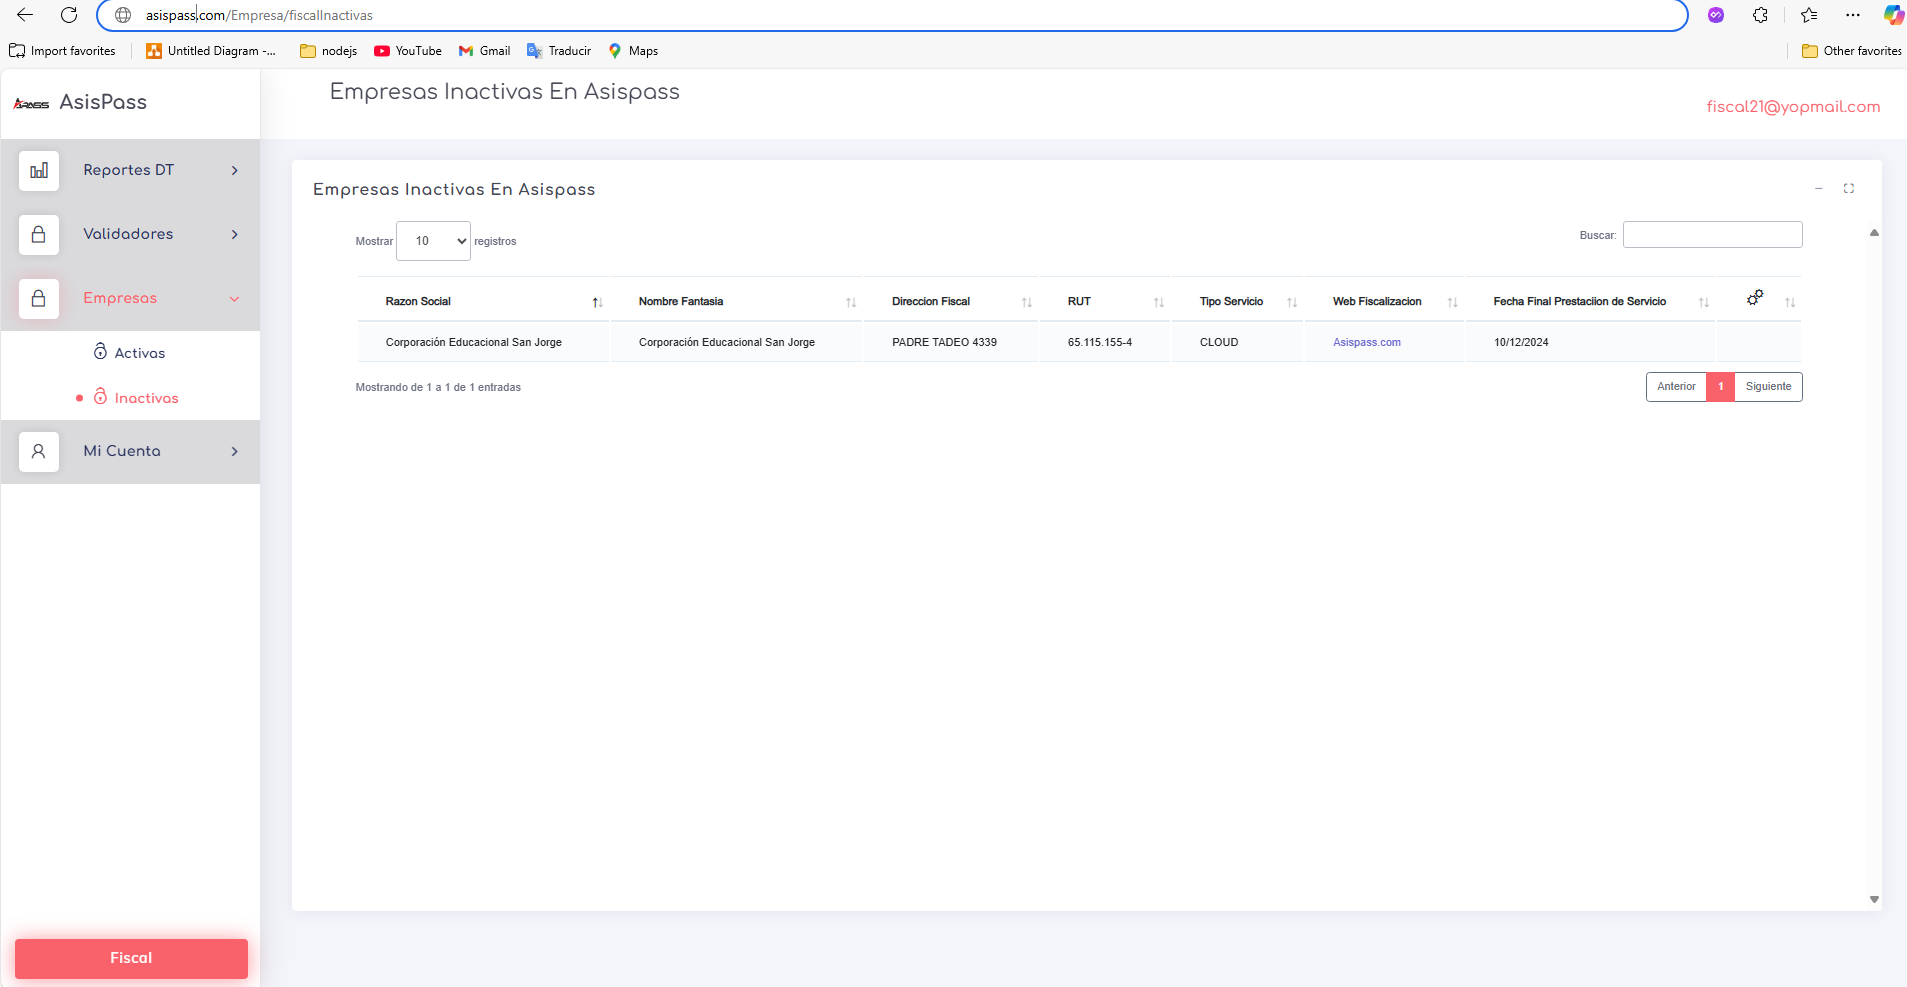 asispass.com/Empresa/fiscalInactivas
Import favorites
Untitled Diagram -...
nodejs
YouTube
Gmail
Traducir
Maps
Other favorites
APASS AsisPass
Empresas Inactivas En Asispass
fiscal21@yopmail.com
Reportes DT
Validadores
Empresas
Activas
Inactivas
Mi Cuenta
Fiscal
Empresas Inactivas En Asispass
Mostrar 10 registros
Buscar:
Razon Social Nombre Fantasia Direccion Fiscal RUT Tipo Servicio Web Fiscalizacion Fecha Final Prestaciion de Servicio
Corporación Educacional San Jorge Corporación Educacional San Jorge PADRE TADEO 4339 65.115.155-4 CLOUD Asispass.com 10/12/2024
Mostrando de 1 a 1 de 1 entradas
Anterior 1 Siguiente